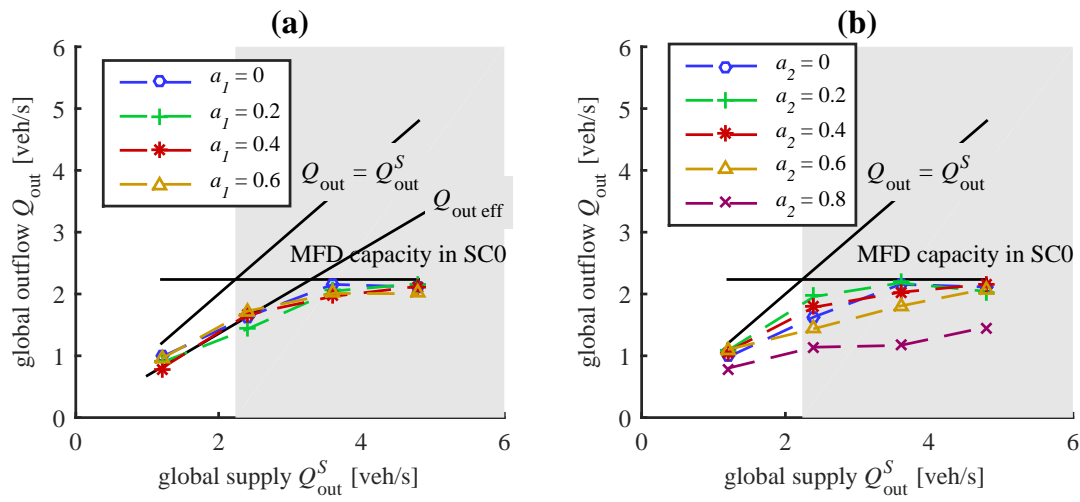 (a)
6
5
4
3
2
1
0
global outflow Q_out [veh/s]
a_1 = 0
a_1 = 0.2
a_1 = 0.4
a_1 = 0.6
Q_out = Q_out^S
Q_out eff
MFD capacity in SC0
0 2 4 6
global supply Q_out^S [veh/s]
(b)
6
5
4
3
2
1
0
global outflow Q_out [veh/s]
a_2 = 0
a_2 = 0.2
a_2 = 0.4
a_2 = 0.6
a_2 = 0.8
Q_out = Q_out^S
MFD capacity in SC0
0 2 4 6
global supply Q_out^S [veh/s]